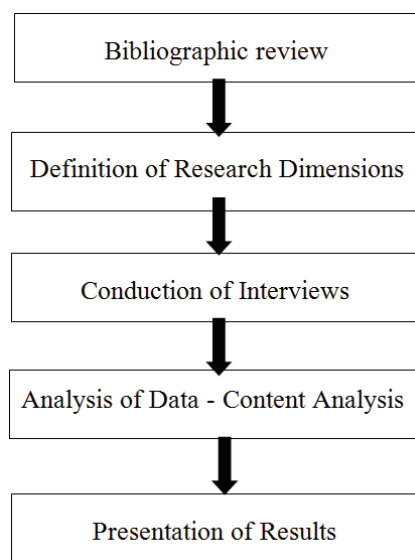 Bibliographic review
Definition of Research Dimensions
Conduction of Interviews
Analysis of Data - Content Analysis
Presentation of Results